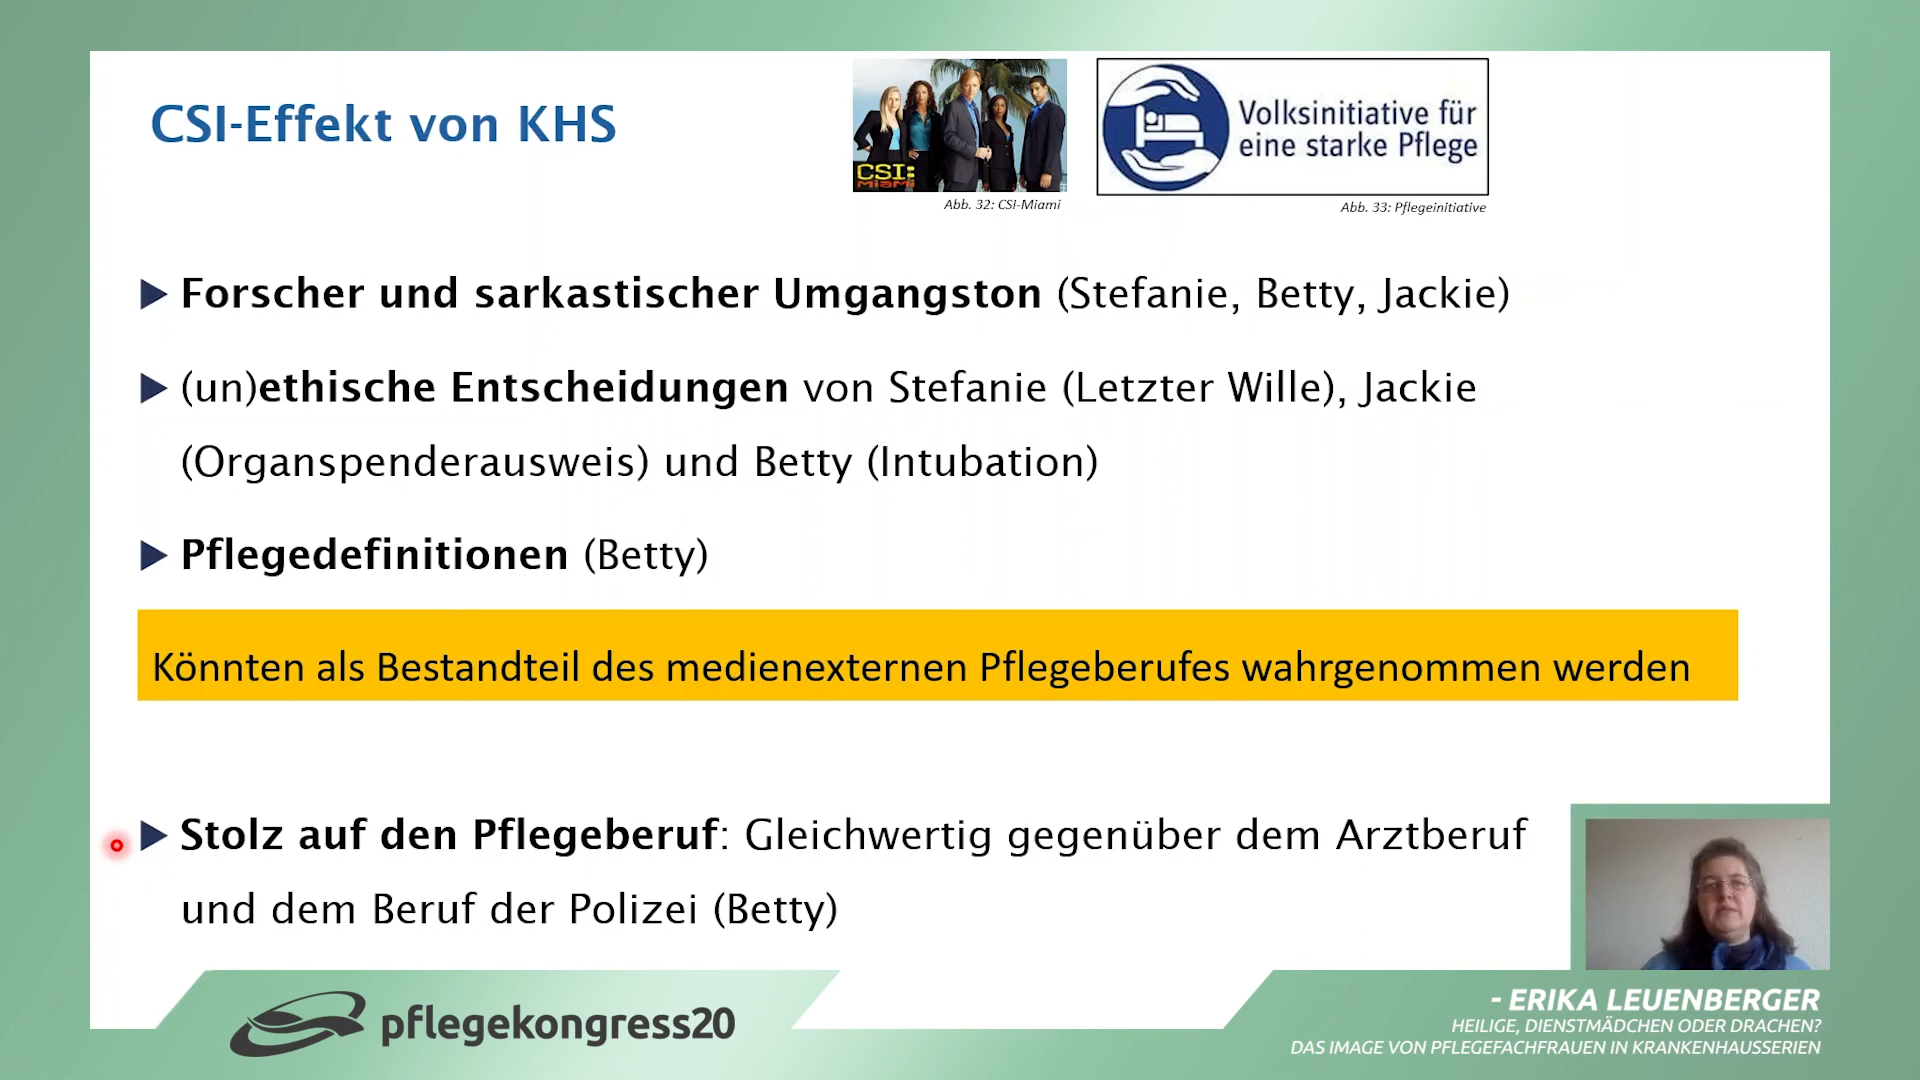 CSI-Effekt von KHS
CSI:
Miami
Abb. 32: CSI-Miami
Volksinitiative für
eine starke Pflege
Abb. 33: Pflegeinitiative
Forscher und sarkastischer Umgangston (Stefanie, Betty, Jackie)
(un)ethische Entscheidungen von Stefanie (Letzter Wille), Jackie
(Organspenderausweis) und Betty (Intubation)
Pflegedefinitionen (Betty)
Könnten als Bestandteil des medienexternen Pflegeberufes wahrgenommen werden
Stolz auf den Pflegeberuf: Gleichwertig gegenüber dem Arztberuf
und dem Beruf der Polizei (Betty)
pflegekongress20
- ERIKA LEUENBERGER
HEILIGE, DIENSTMÄDCHEN ODER DRACHEN?
DAS IMAGE VON PFLEGEFACHFRAUEN IN KRANKENHAUSSERIEN